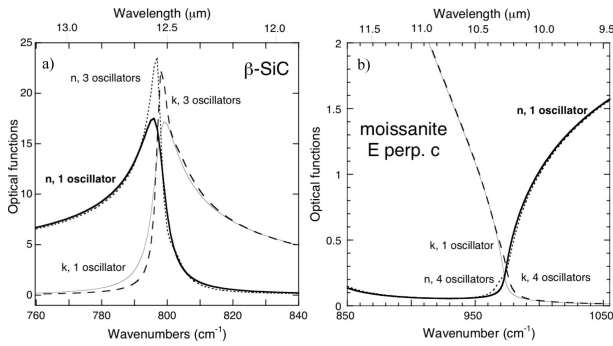 Wavelength (μm)
13.0 12.5 12.0
a)
β-SiC
n, 3 oscillators
k, 3 oscillators
n, 1 oscillator
k, 1 oscillator
Optical functions
25
20
15
10
5
0
760 780 800 820 840
Wavenumbers (cm⁻¹)
Wavelength (μm)
11.5 11.0 10.5 10.0 9.5
b)
n, 1 oscillator
moissanite
E perp. c
k, 1 oscillator
n, 4 oscillators
k, 4 oscillators
Optical functions
2
1.5
1
0.5
0
850 950 1050
Wavenumber (cm⁻¹)